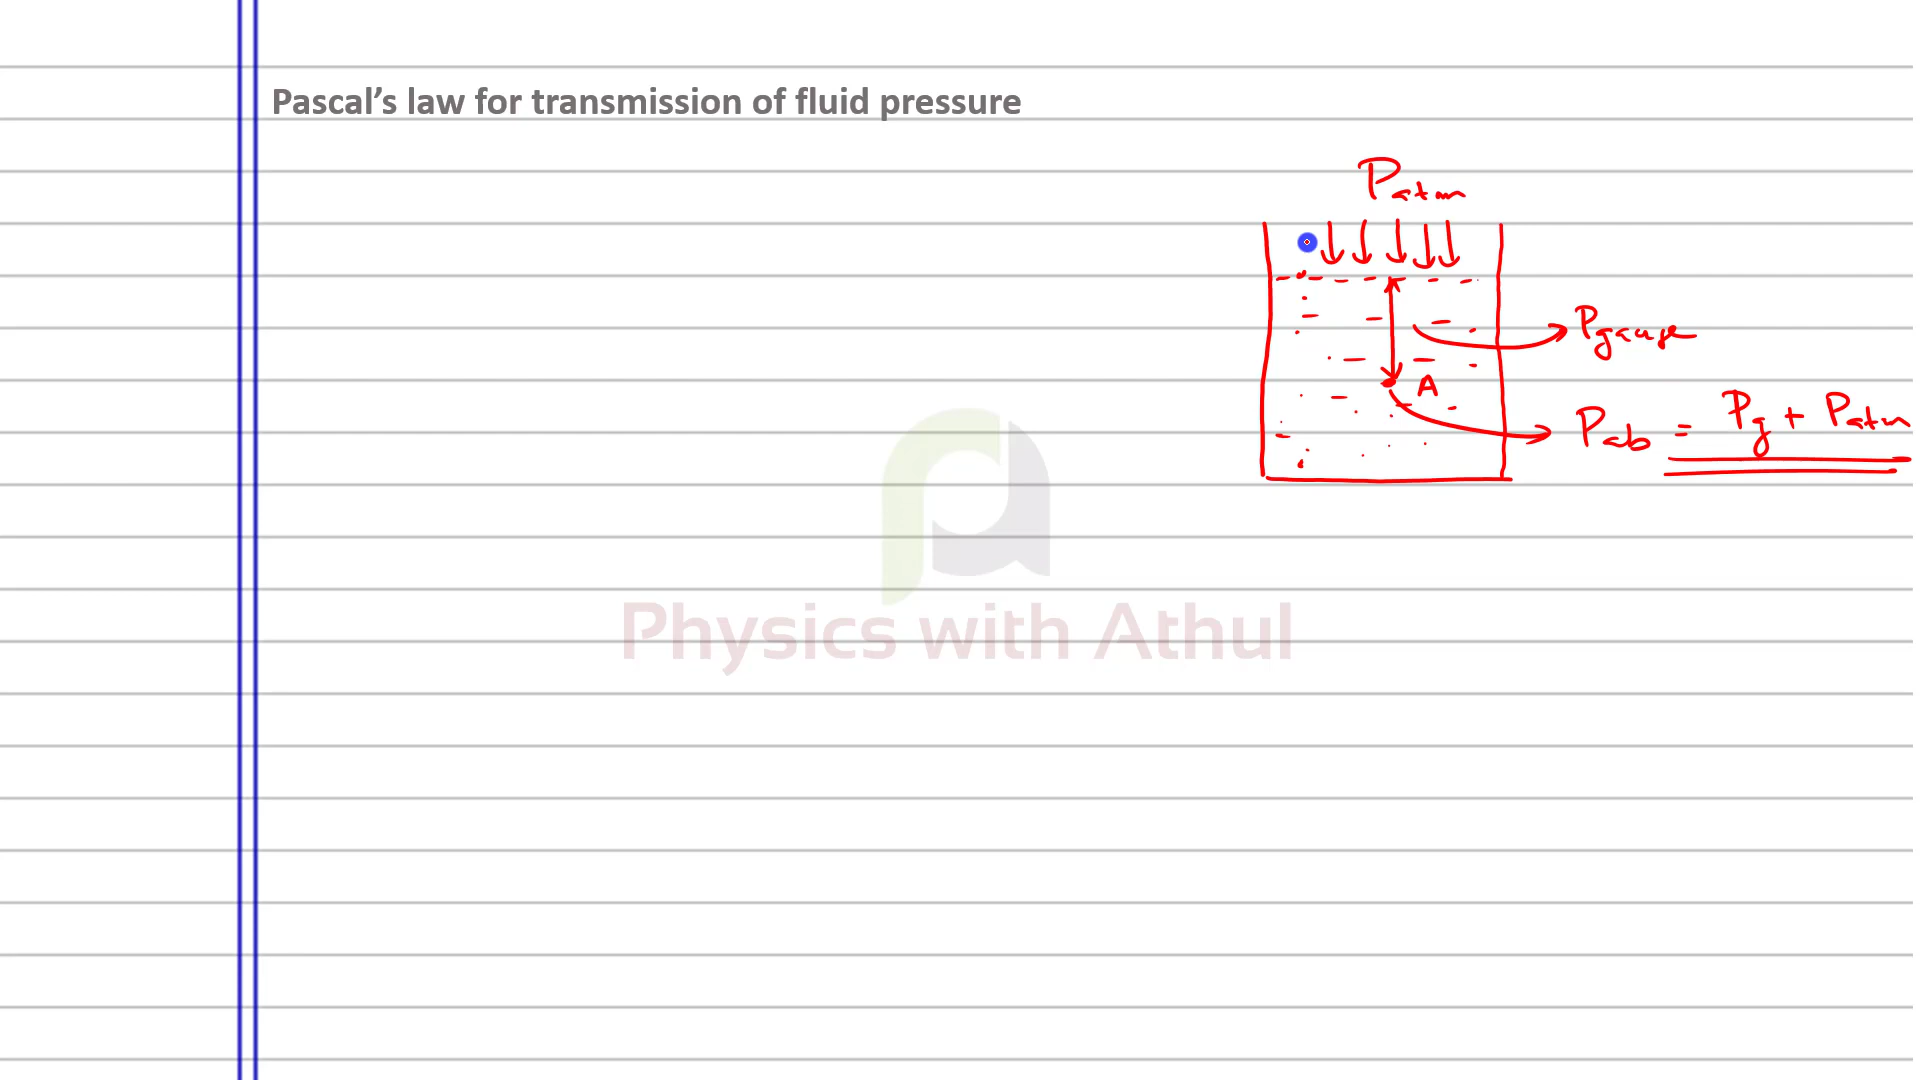 Pascal's law for transmission of fluid pressure
Patm
Pgauge
A
Pab = Pg + Patm
Physics with Athul